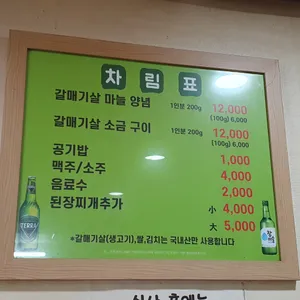 차림표
갈매기살 마늘 양념 1인분 200g 12,000
(100g) 6,000
갈매기살 소금 구이 1인분 200g 12,000
(100g) 6,000
공기밥 1,000
맥주/소주 4,000
음료수 2,000
된장찌개추가 小 4,000
大 5,000
*갈매기살(생고기),쌀,김치는 국내산만 사용합니다
TERRA